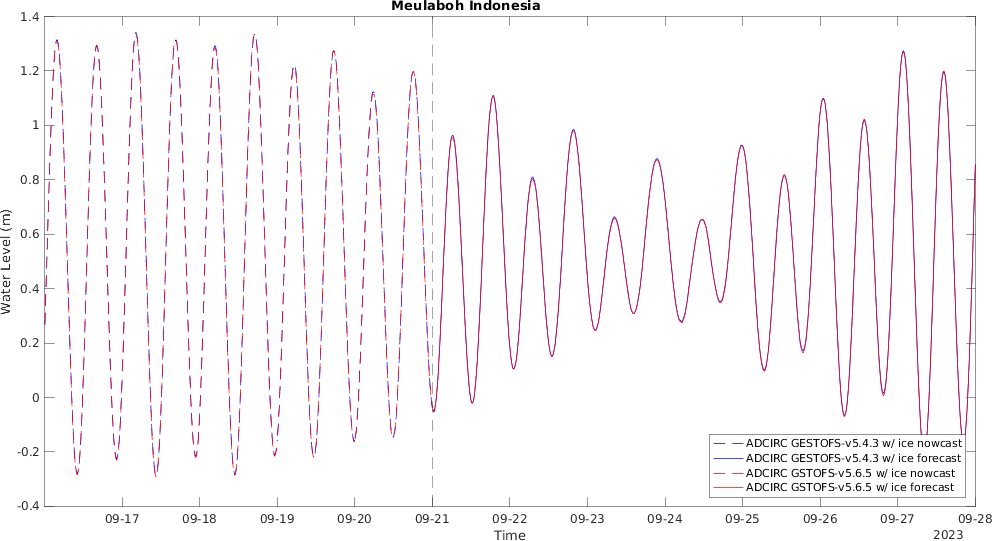 Meulaboh Indonesia
1.4
1.2
1
0.8
0.6
0.4
0.2
0
-0.2
-0.4
Water Level (m)
ADCIRC GESTOFS-v5.4.3 w/ ice nowcast
ADCIRC GESTOFS-v5.4.3 w/ ice forecast
ADCIRC GSTOFS-v5.6.5 w/ ice nowcast
ADCIRC GSTOFS-v5.6.5 w/ ice forecast
09-17 09-18 09-19 09-20 09-21 09-22 09-23 09-24 09-25 09-26 09-27 09-28
Time
2023